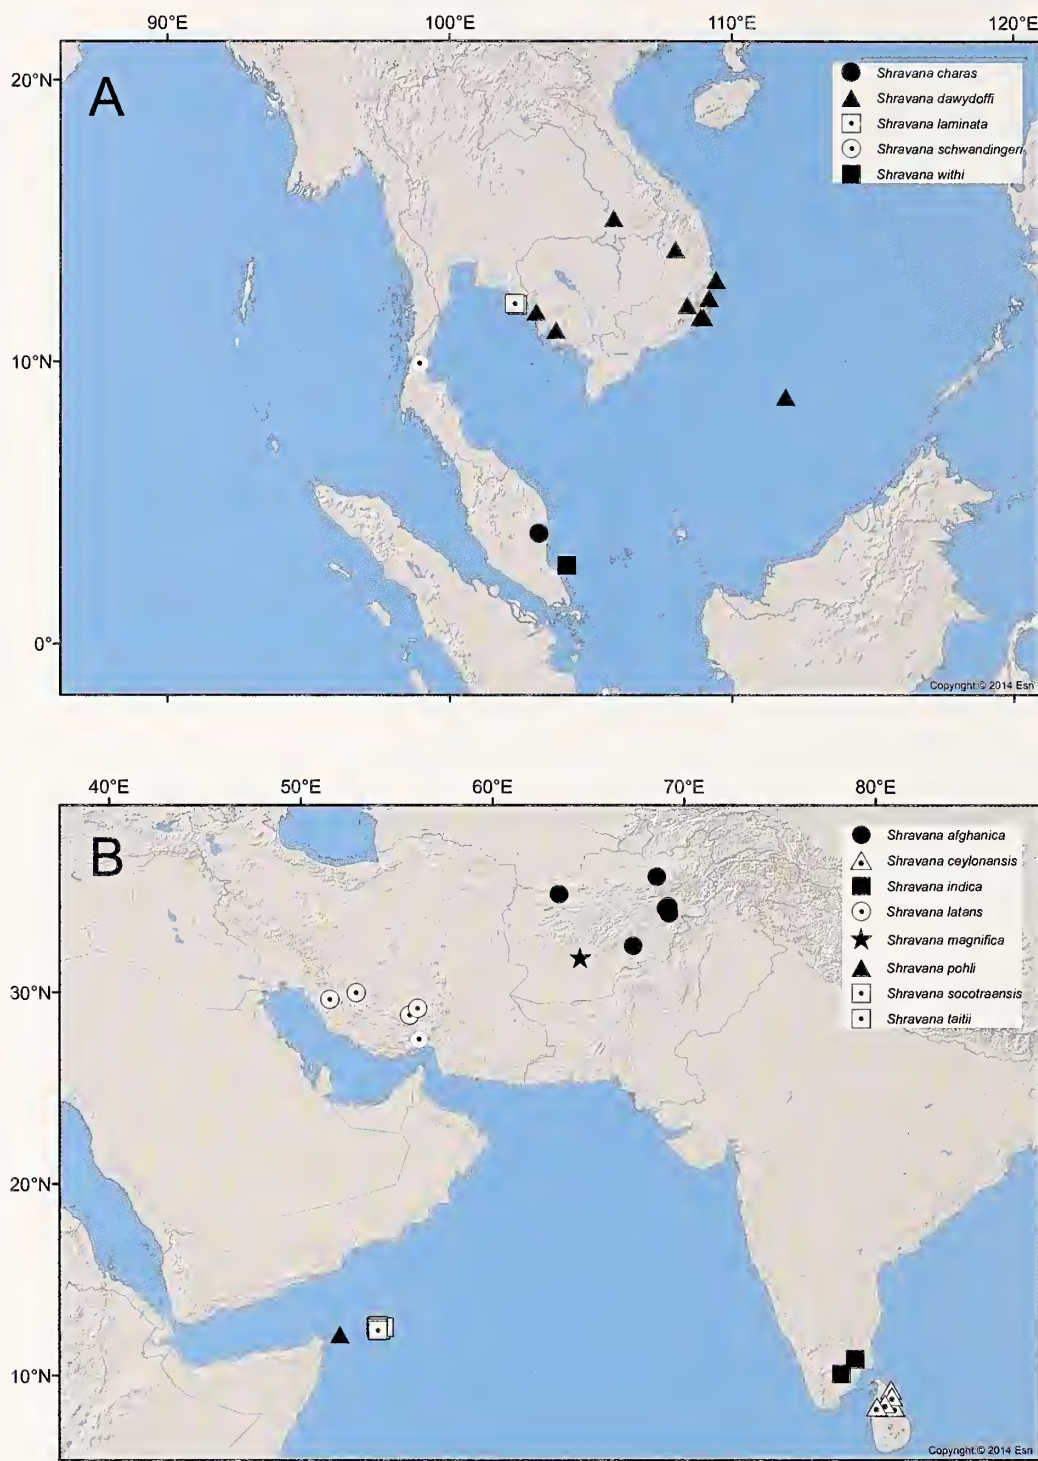 90°E 100°E 110°E 120°E
20°N
A
Shravana charas
Shravana dawydoffi
Shravana laminata
Shravana schwandingeri
Shravana withi
10°N
0°
Copyright:© 2014 Esri
40°E 50°E 60°E 70°E 80°E
B
Shravana afghanica
Shravana ceylonansis
Shravana indica
Shravana latans
Shravana magnifica
Shravana pohli
Shravana socotraansis
Shravana taitii
30°N
20°N
10°N
Copyright:© 2014 Esri